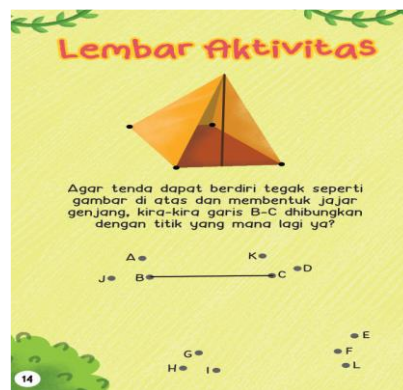 Lembar Aktivitas
Agar tenda dapat berdiri tegak seperti
gambar di atas dan membentuk jajar
genjang, kira-kira garis B-C dhibungkan
dengan titik yang mana lagi ya?
A K
J B C D
E
G F
H I L
14